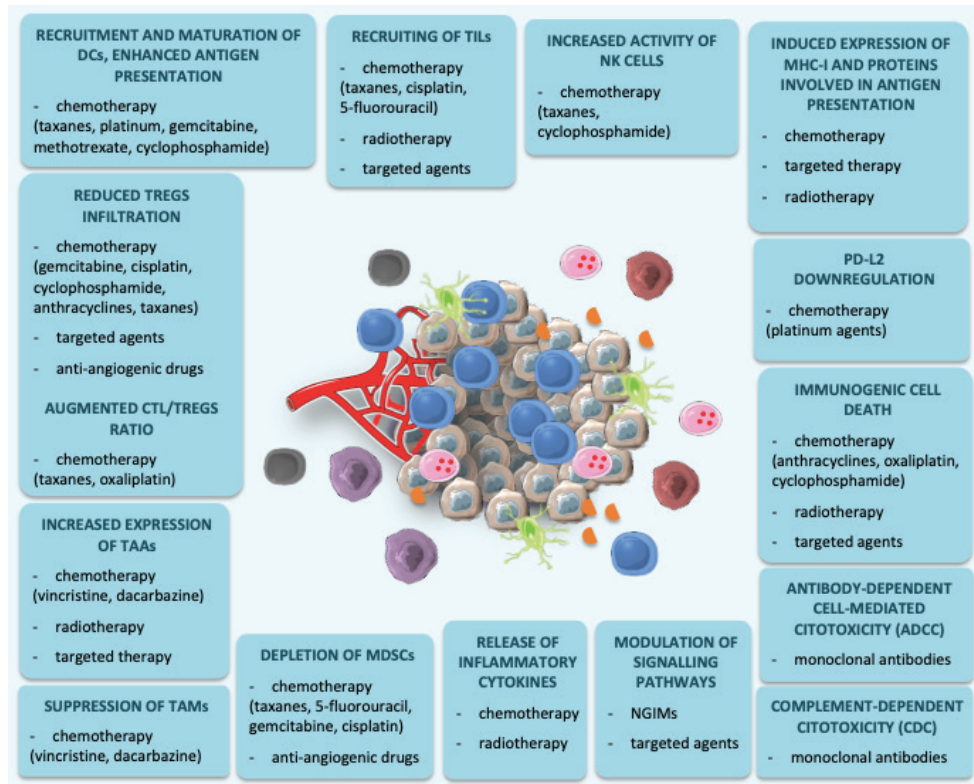 RECRUITMENT AND MATURATION OF
DCs, ENHANCED ANTIGEN
PRESENTATION
- chemotherapy
(taxanes, platinum, gemcitabine,
methotrexate, cyclophosphamide)
RECRUITING OF TILs
- chemotherapy
(taxanes, cisplatin,
5-fluorouracil)
- radiotherapy
- targeted agents
INCREASED ACTIVITY OF
NK CELLS
- chemotherapy
(taxanes,
cyclophosphamide)
INDUCED EXPRESSION OF
MHC-I AND PROTEINS
INVOLVED IN ANTIGEN
PRESENTATION
- chemotherapy
- targeted therapy
- radiotherapy
REDUCED TREGS
INFILTRATION
- chemotherapy
(gemcitabine, cisplatin,
cyclophosphamide,
anthracyclines, taxanes)
- targeted agents
- anti-angiogenic drugs
AUGMENTED CTL/TREGS
RATIO
- chemotherapy
(taxanes, oxaliplatin)
PD-L2
DOWNREGULATION
- chemotherapy
(platinum agents)
IMMUNOGENIC CELL
DEATH
- chemotherapy
(anthracyclines, oxaliplatin,
cyclophosphamide)
- radiotherapy
- targeted agents
INCREASED EXPRESSION
OF TAAs
- chemotherapy
(vincristine, dacarbazine)
- radiotherapy
- targeted therapy
SUPPRESSION OF TAMs
- chemotherapy
(vincristine, dacarbazine)
DEPLETION OF MDSCs
- chemotherapy
(taxanes, 5-fluorouracil,
gemcitabine, cisplatin)
- anti-angiogenic drugs
RELEASE OF
INFLAMMATORY
CYTOKINES
- chemotherapy
- radiotherapy
MODULATION OF
SIGNALLING
PATHWAYS
- NGIMs
- targeted agents
ANTIBODY-DEPENDENT
CELL-MEDIATED
CITOTOXICITY (ADCC)
- monoclonal antibodies
COMPLEMENT-DEPENDENT
CITOTOXICITY (CDC)
- monoclonal antibodies